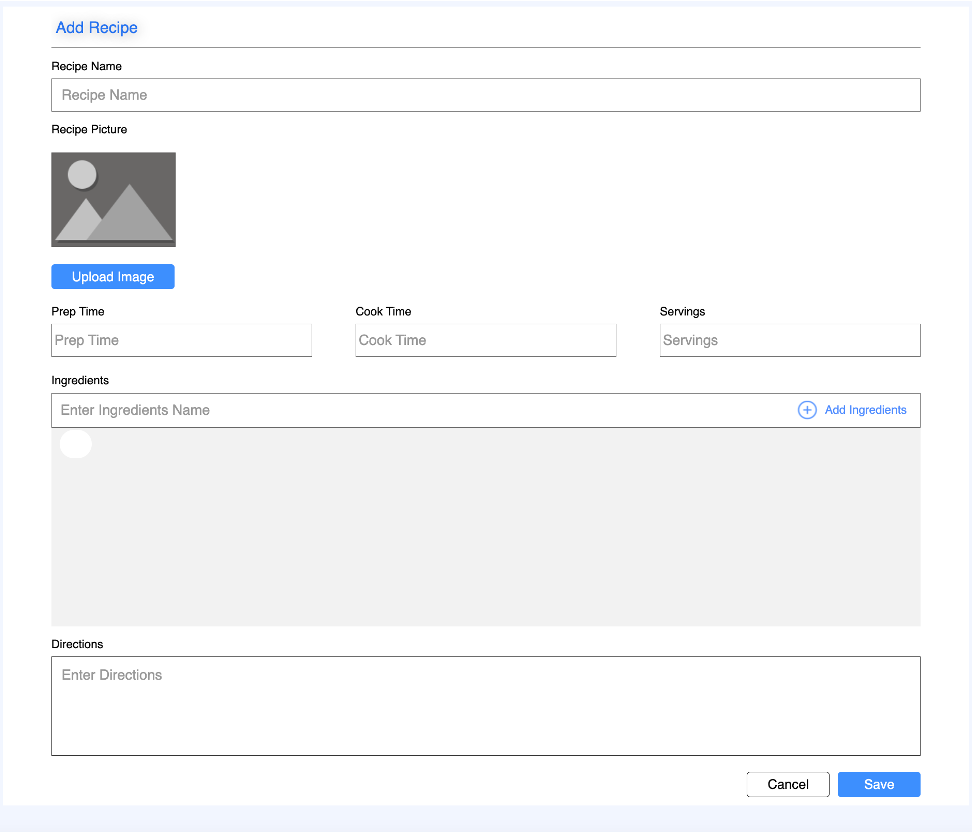 Add Recipe
Recipe Name
Recipe Name
Recipe Picture
Upload Image
Prep Time Cook Time Servings
Prep Time Cook Time Servings
Ingredients
Enter Ingredients Name Add Ingredients
Directions
Enter Directions
Cancel Save